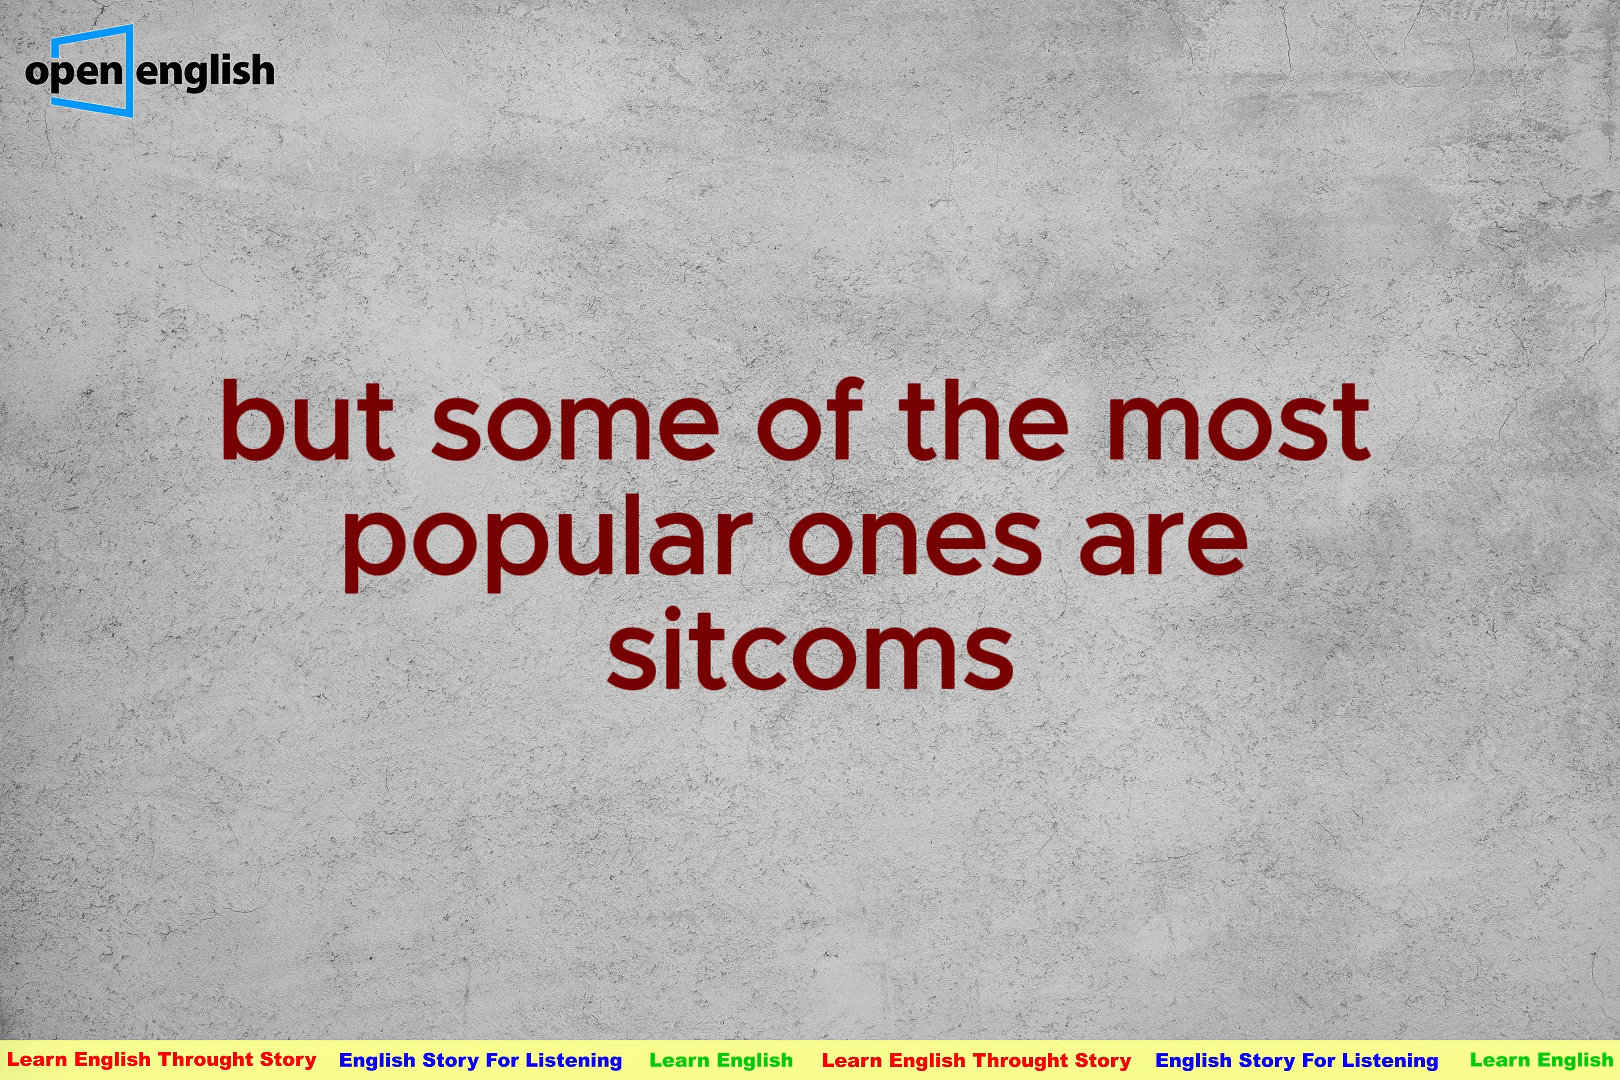 open english
but some of the most
popular ones are
sitcoms
Learn English Throught Story English Story For Listening Learn English Learn English Throught Story English Story For Listening Learn English